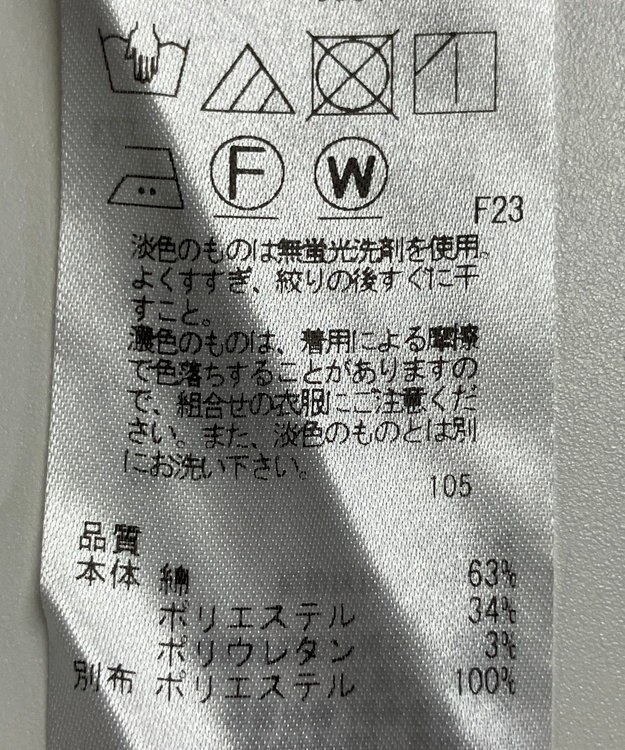 F
W
F23
淡色のものは無蛍光洗剤を使用。
よくすすぎ、絞りの後すぐに干
すこと。
濃色のものは、着用による摩擦
で色落ちすることがありますの
で、組合せの衣服にご注意くだ
さい。また、淡色のものとは別
にお洗い下さい。
105
品質
本体 綿 63%
ポリエステル 34%
ポリウレタン 3%
別布 ポリエステル 100%